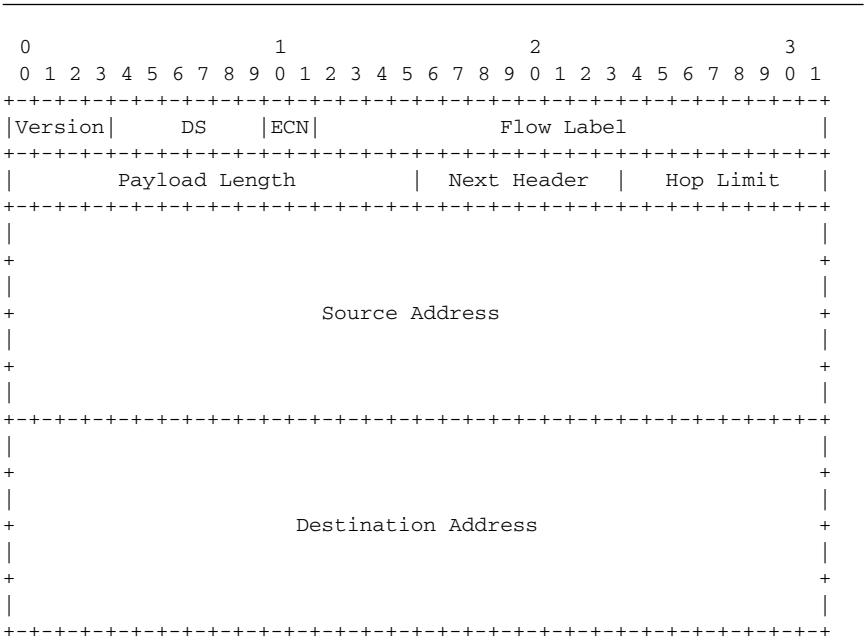 0                   1                   2                   3
 0 1 2 3 4 5 6 7 8 9 0 1 2 3 4 5 6 7 8 9 0 1 2 3 4 5 6 7 8 9 0 1
+-+-+-+-+-+-+-+-+-+-+-+-+-+-+-+-+-+-+-+-+-+-+-+-+-+-+-+-+-+-+-+-+
|Version|     DS    |ECN|              Flow Label               |
+-+-+-+-+-+-+-+-+-+-+-+-+-+-+-+-+-+-+-+-+-+-+-+-+-+-+-+-+-+-+-+-+
|        Payload Length         |  Next Header  |   Hop Limit   |
+-+-+-+-+-+-+-+-+-+-+-+-+-+-+-+-+-+-+-+-+-+-+-+-+-+-+-+-+-+-+-+-+
|                                                               |
+                                                               +
|                                                               |
+                        Source Address                         +
|                                                               |
+                                                               +
|                                                               |
+-+-+-+-+-+-+-+-+-+-+-+-+-+-+-+-+-+-+-+-+-+-+-+-+-+-+-+-+-+-+-+-+
|                                                               |
+                                                               +
|                                                               |
+                      Destination Address                      +
|                                                               |
+                                                               +
|                                                               |
+-+-+-+-+-+-+-+-+-+-+-+-+-+-+-+-+-+-+-+-+-+-+-+-+-+-+-+-+-+-+-+-+